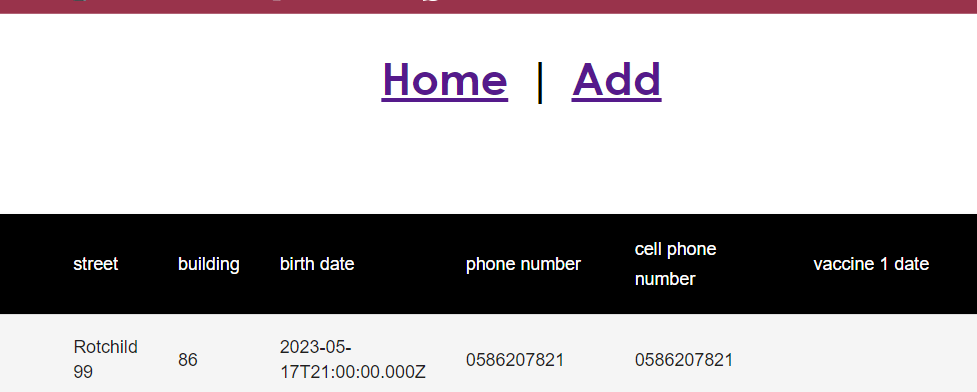 Home | Add
street building birth date phone number cell phone number vaccine 1 date
Rotchild 99 86 2023-05-17T21:00:00.000Z 0586207821 0586207821